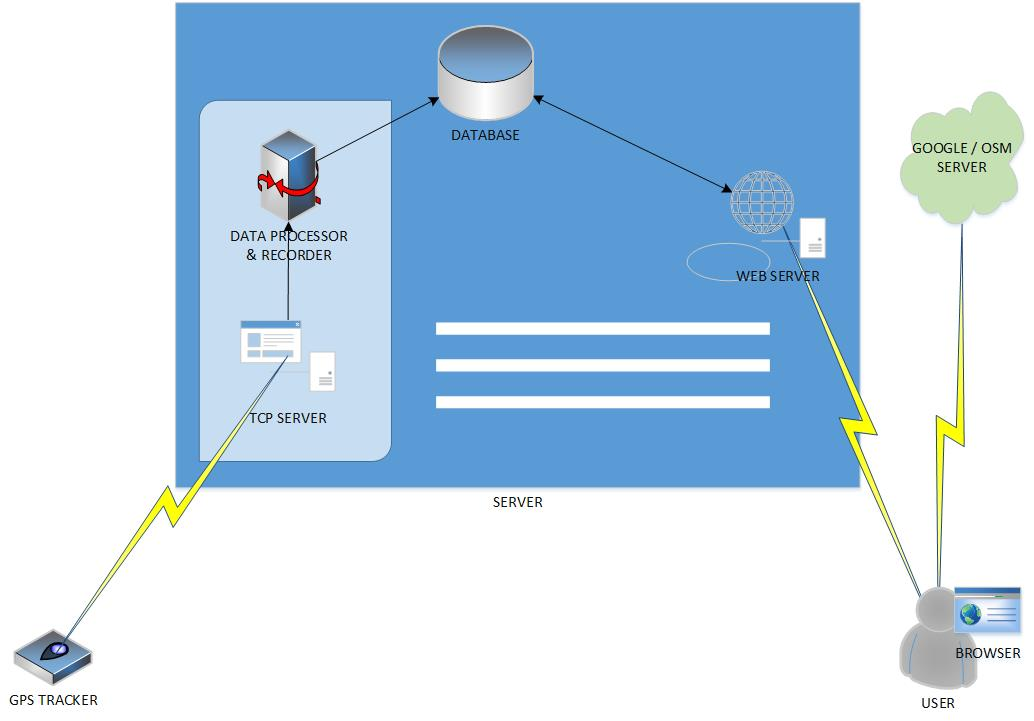 DATABASE
GOOGLE / OSM
SERVER
DATA PROCESSOR
& RECORDER
WEB SERVER
TCP SERVER
SERVER
GPS TRACKER
BROWSER
USER